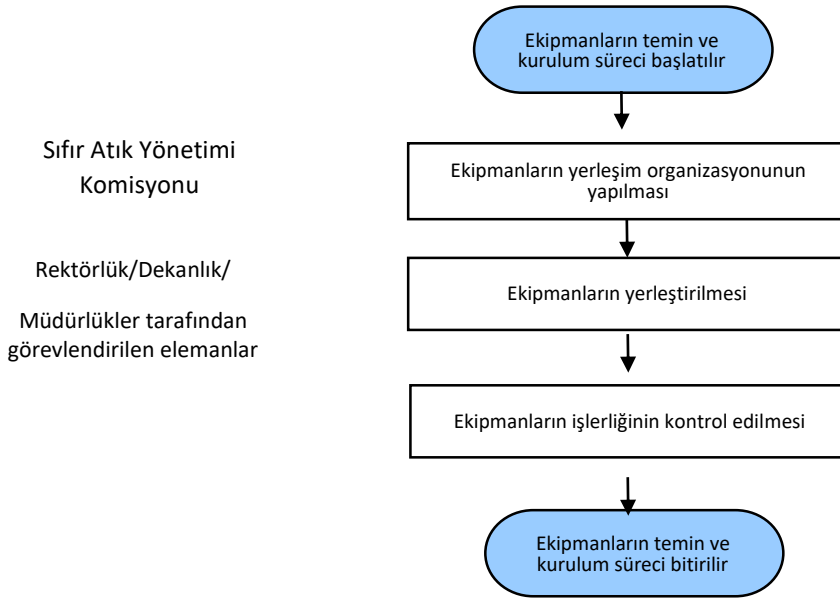 Ekipmanların temin ve
kurulum süreci başlatılır
Sıfır Atık Yönetimi
Komisyonu
Ekipmanların yerleşim organizasyonunun
yapılması
Rektörlük/Dekanlık/
Müdürlükler tarafından
görevlendirilen elemanlar
Ekipmanların yerleştirilmesi
Ekipmanların işlerliğinin kontrol edilmesi
Ekipmanların temin ve
kurulum süreci bitirilir